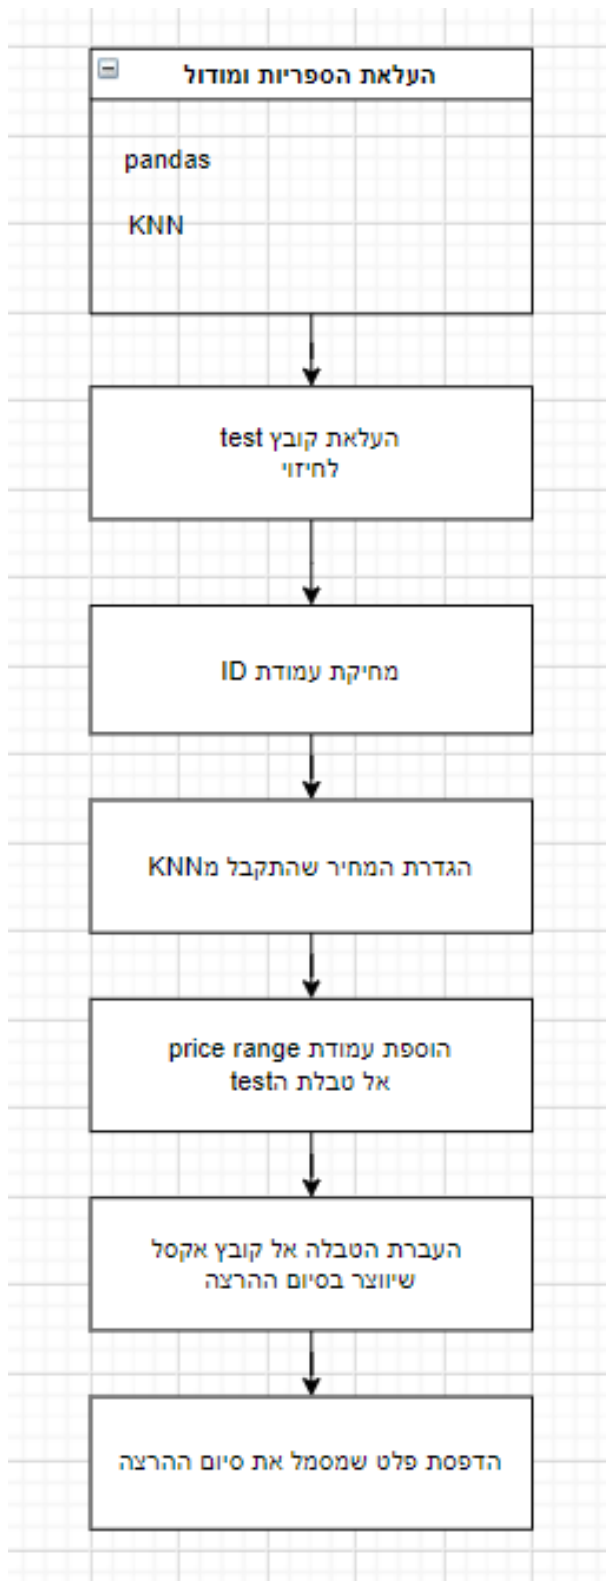 העלאת הספריות ומודול
pandas
KNN
העלאת קובץ test
לחיזוי
מחיקת עמודת ID
הגדרת המחיר שהתקבל מKNN
הוספת עמודת price range
אל טבלת הtest
העברת הטבלה אל קובץ אקסל
שיווצר בסיום ההרצה
הדפסת פלט שמסמל את סיום ההרצה